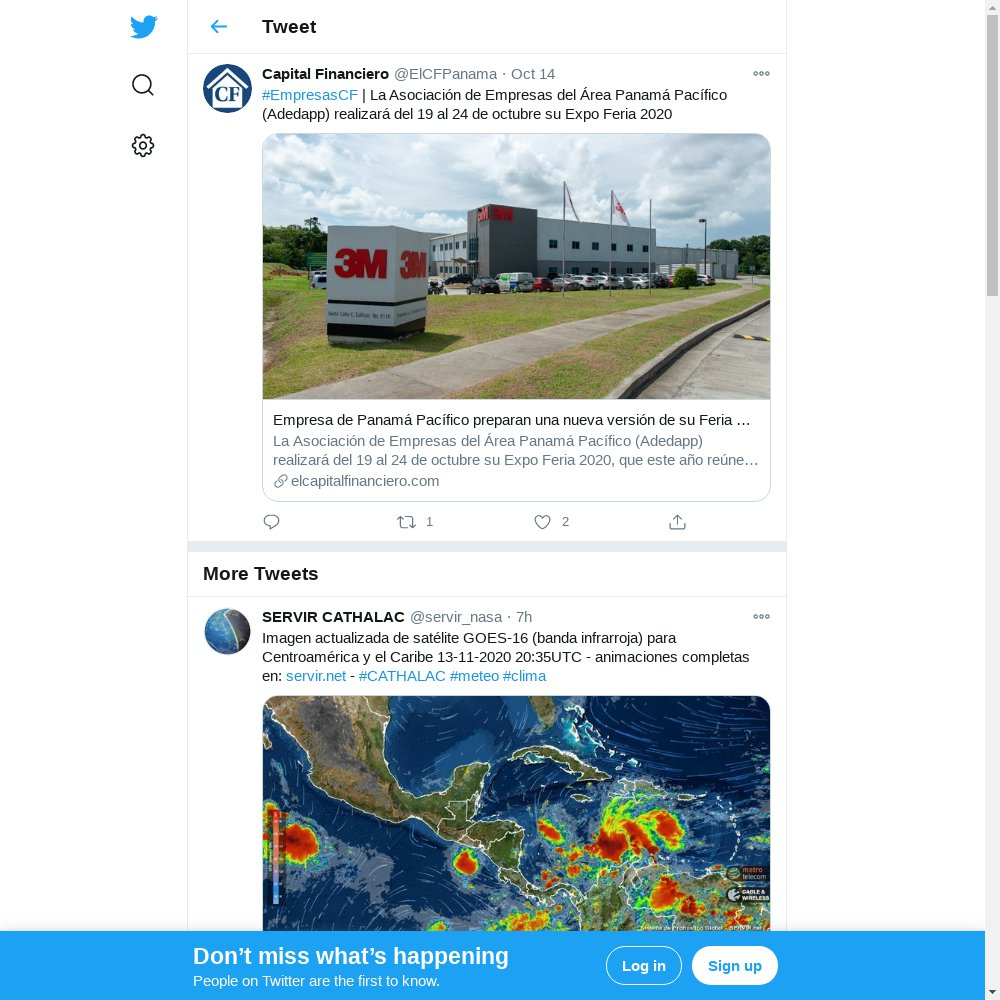 Tweet
Capital Financiero @ElCFPanama · Oct 14
#EmpresasCF | La Asociación de Empresas del Área Panamá Pacífico
(Adedapp) realizará del 19 al 24 de octubre su Expo Feria 2020
CF
3M 3M
3M 3M
Empresa de Panamá Pacífico preparan una nueva versión de su Feria …
La Asociación de Empresas del Área Panamá Pacífico (Adedapp)
realizará del 19 al 24 de octubre su Expo Feria 2020, que este año reúne…
elcapitalfinanciero.com
1 2
More Tweets
SERVIR CATHALAC @servir_nasa · 7h
Imagen actualizada de satélite GOES-16 (banda infrarroja) para
Centroamérica y el Caribe 13-11-2020 20:35UTC - animaciones completas
en: servir.net - #CATHALAC #meteo #clima
metro
telecom
CABLE &
WIRELESS
Don’t miss what’s happening
People on Twitter are the first to know.
Log in Sign up